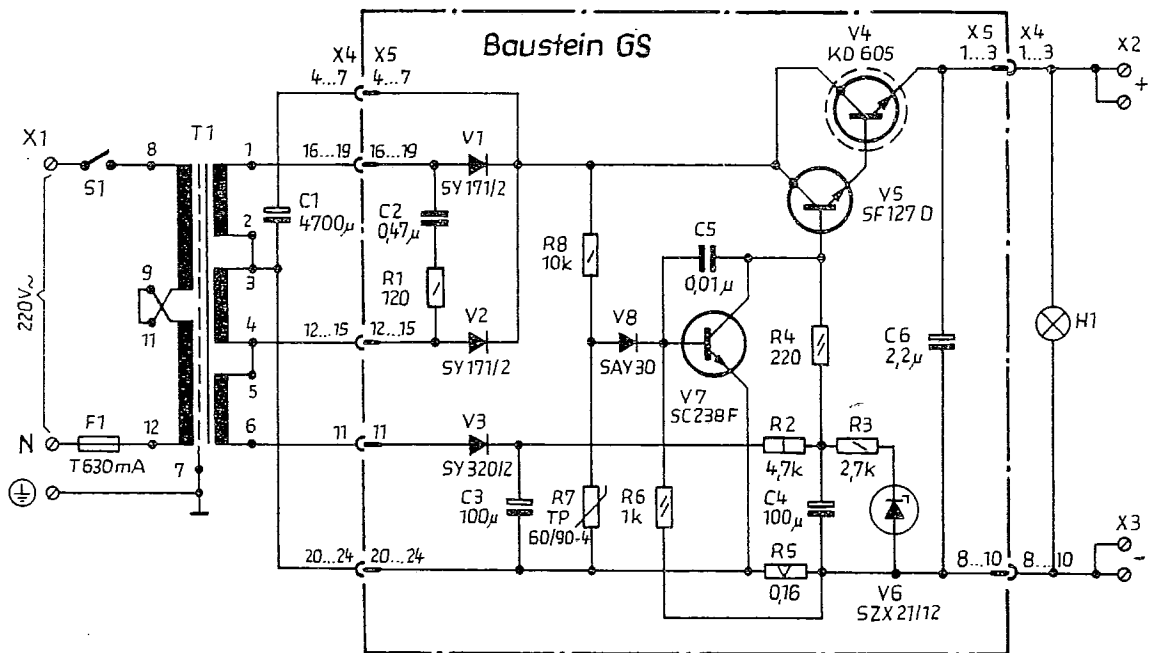 Baustein GS
X4 X5
4...7 4...7
V4
KD 605
X5 X4
1...3 1...3
X2
+
X1
8
T1
1
16...19 16...19
V1
SY171/2
S1
C1
4700µ
C2
0,47µ
V5
SF127D
2
3
R8
10k
C5
0,01µ
220V~
9
11
R1
120
4
12...15 12...15
V2
SY171/2
V8
SAY30
R4
220
C6
2,2µ
H1
5
V7
SC238F
N
F1
T630mA
12
6
11 11
V3
SY320/2
R2
4,7k
R3
2,7k
7
C3
100µ
R7
TP
60/90-4
R6
1k
C4
100µ
X3
-
20...24 20...24
R5
0,16
8...10 8...10
V6
SZX21/12